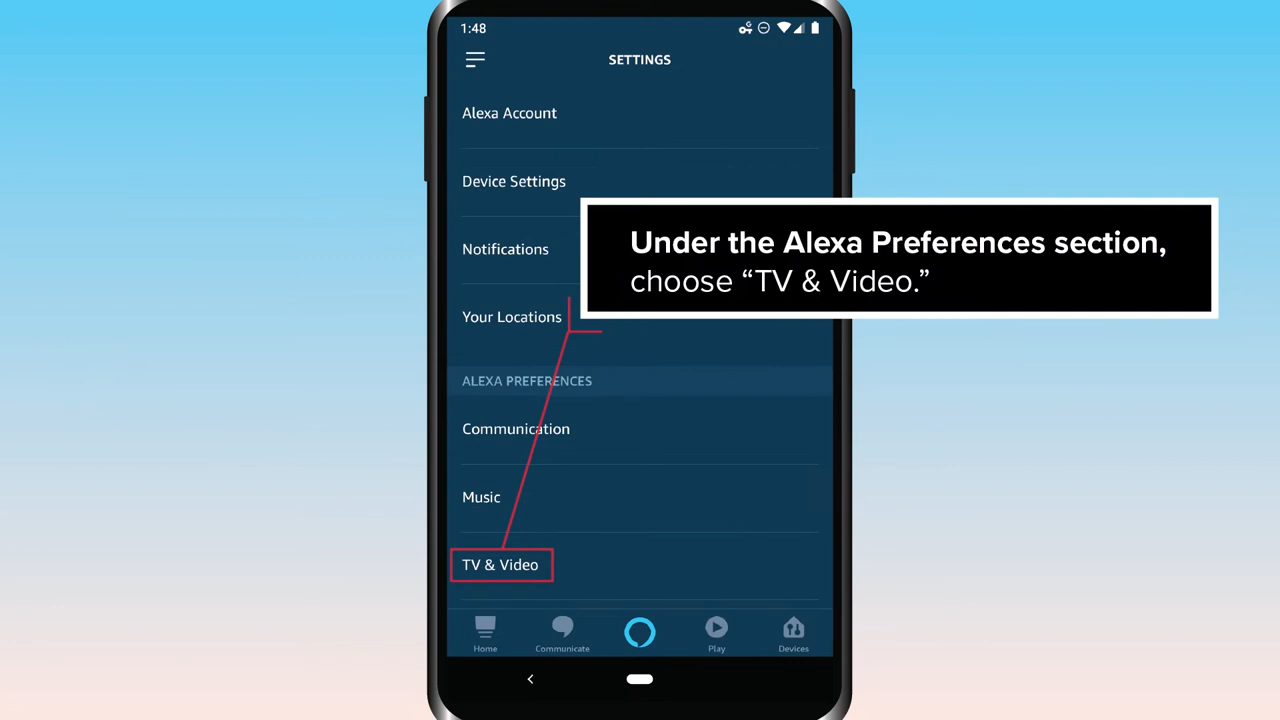 1:48
SETTINGS
Alexa Account
Device Settings
Notifications
Under the Alexa Preferences section,
choose “TV & Video.”
Your Locations
ALEXA PREFERENCES
Communication
Music
TV & Video
Home
Communicate
Play
Devices